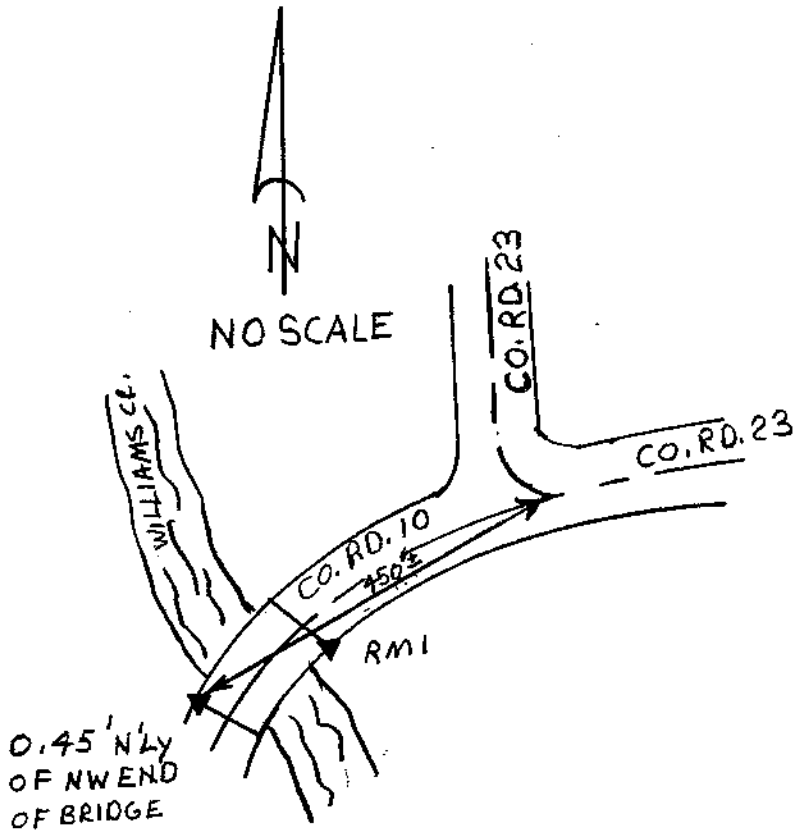 N
NO SCALE
CO. RD. 23
CO. RD. 23
WILLIAMS CR.
CO. RD. 10
450'±
RM1
0.45' N'LY
OF NW END
OF BRIDGE